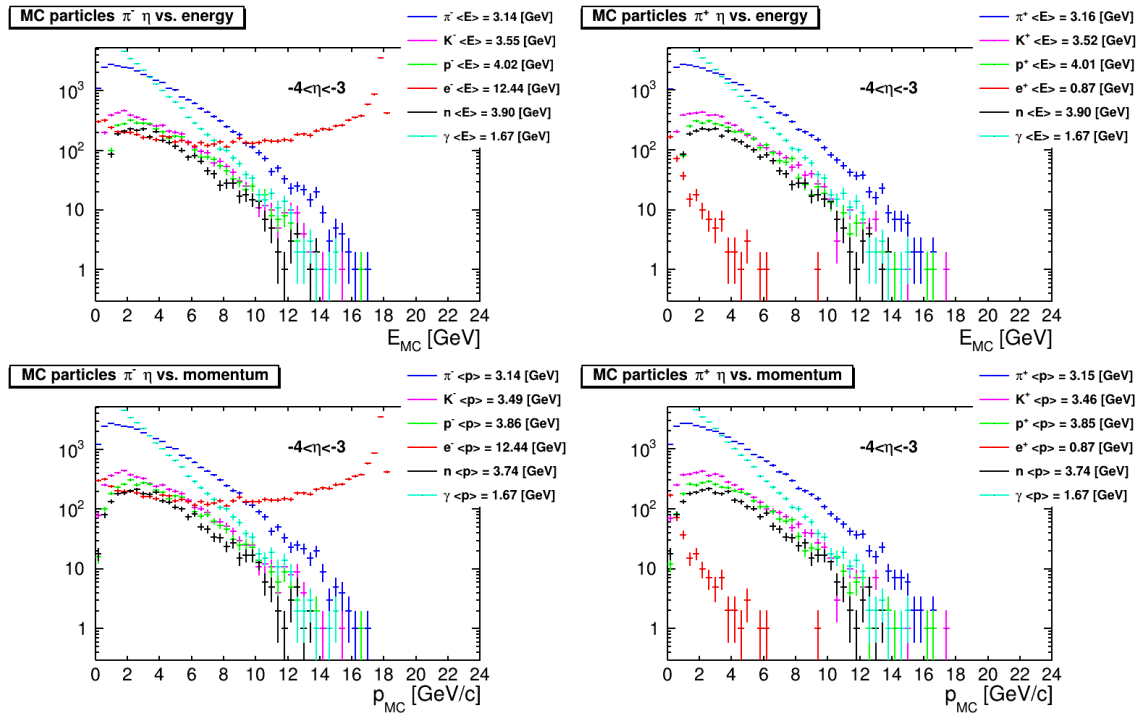 MC particles π⁻ η vs. energy
π⁻ <E> = 3.14 [GeV]
K⁻ <E> = 3.55 [GeV]
p⁻ <E> = 4.02 [GeV]
e⁻ <E> = 12.44 [GeV]
n <E> = 3.90 [GeV]
γ <E> = 1.67 [GeV]
-4<η<-3
10³
10²
10
1
0 2 4 6 8 10 12 14 16 18 20 22 24
E_MC [GeV]
MC particles π⁺ η vs. energy
π⁺ <E> = 3.16 [GeV]
K⁺ <E> = 3.52 [GeV]
p⁺ <E> = 4.01 [GeV]
e⁺ <E> = 0.87 [GeV]
n <E> = 3.90 [GeV]
γ <E> = 1.67 [GeV]
-4<η<-3
10³
10²
10
1
0 2 4 6 8 10 12 14 16 18 20 22 24
E_MC [GeV]
MC particles π⁻ η vs. momentum
π⁻ <p> = 3.14 [GeV]
K⁻ <p> = 3.49 [GeV]
p⁻ <p> = 3.86 [GeV]
e⁻ <p> = 12.44 [GeV]
n <p> = 3.74 [GeV]
γ <p> = 1.67 [GeV]
-4<η<-3
10³
10²
10
1
0 2 4 6 8 10 12 14 16 18 20 22 24
p_MC [GeV/c]
MC particles π⁺ η vs. momentum
π⁺ <p> = 3.15 [GeV]
K⁺ <p> = 3.46 [GeV]
p⁺ <p> = 3.85 [GeV]
e⁺ <p> = 0.87 [GeV]
n <p> = 3.74 [GeV]
γ <p> = 1.67 [GeV]
-4<η<-3
10³
10²
10
1
0 2 4 6 8 10 12 14 16 18 20 22 24
p_MC [GeV/c]